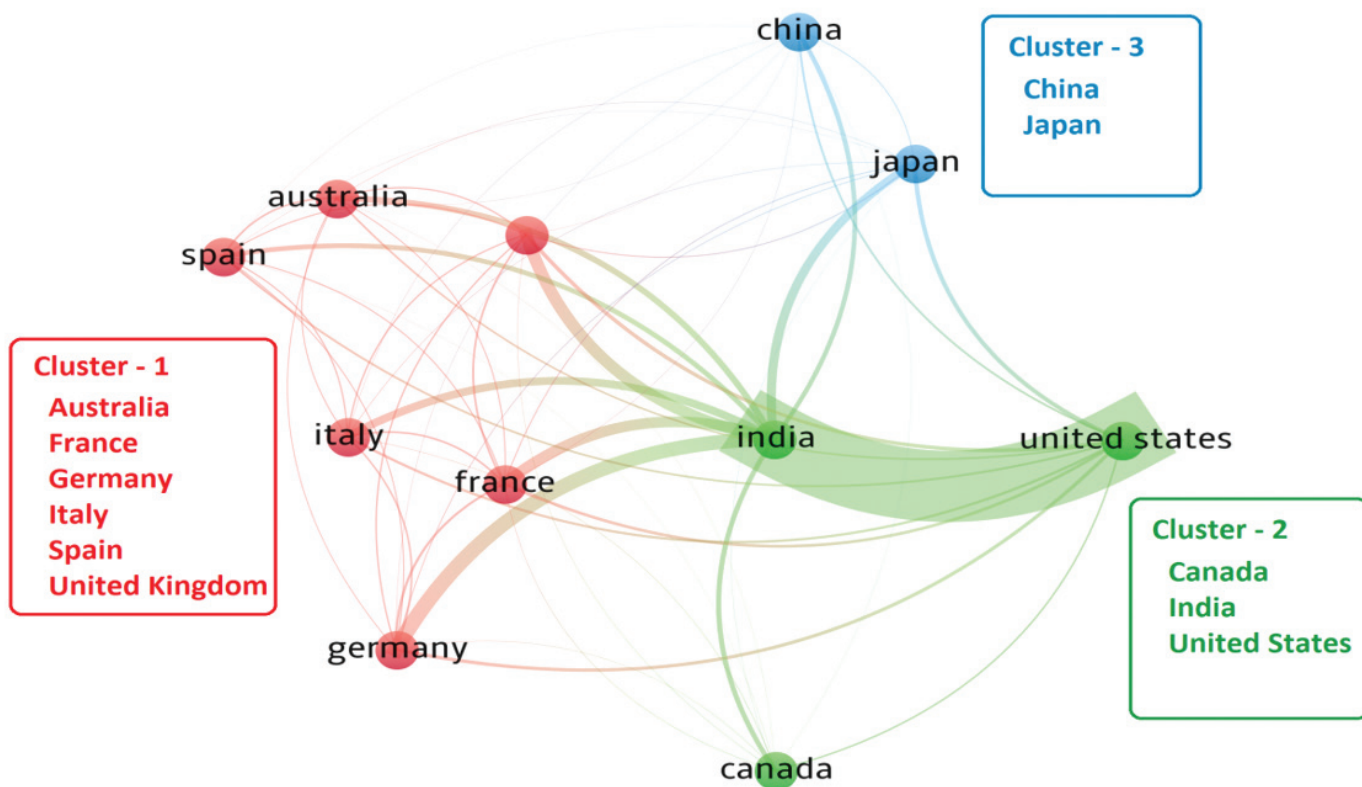 china
Cluster - 3
China
Japan
japan
australia
spain
Cluster - 1
Australia
France
Germany
Italy
Spain
United Kingdom
italy
france
india
united states
Cluster - 2
Canada
India
United States
germany
canada